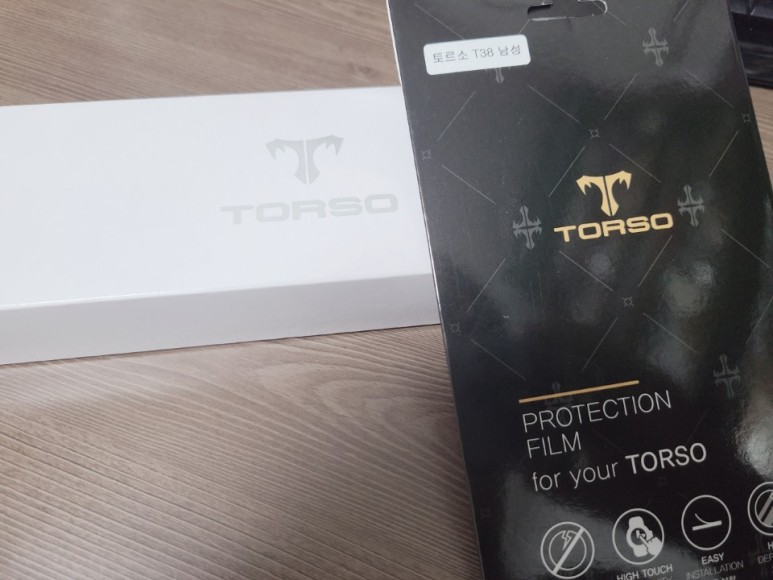 TORSO
토르소 T38 남성
TORSO
PROTECTION
FILM
for your TORSO
HIGH TOUCH
EASY
INSTALLATION